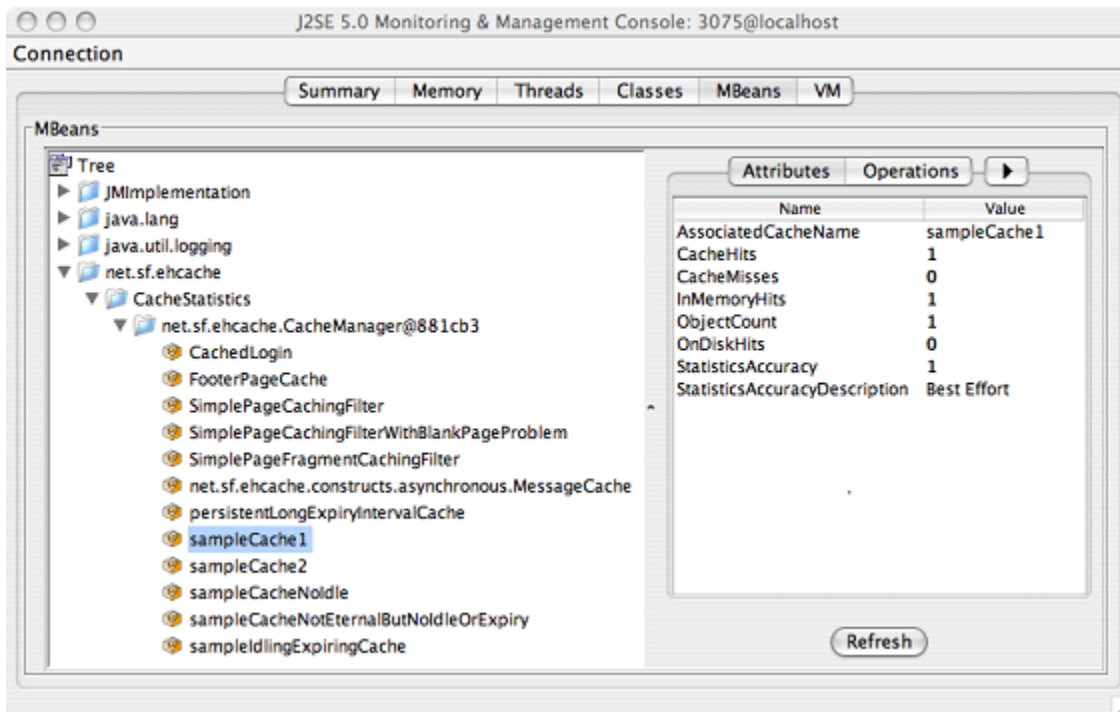 J2SE 5.0 Monitoring & Management Console: 3075@localhost
Connection
Summary Memory Threads Classes MBeans VM
MBeans
Tree
JMImplementation
java.lang
java.util.logging
net.sf.ehcache
CacheStatistics
net.sf.ehcache.CacheManager@881cb3
CachedLogin
FooterPageCache
SimplePageCachingFilter
SimplePageCachingFilterWithBlankPageProblem
SimplePageFragmentCachingFilter
net.sf.ehcache.constructs.asynchronous.MessageCache
persistentLongExpiryIntervalCache
sampleCache1
sampleCache2
sampleCacheNoIdle
sampleCacheNotEternalButNoIdleOrExpiry
sampleIdlingExpiringCache
Attributes Operations
Name Value
AssociatedCacheName sampleCache1
CacheHits 1
CacheMisses 0
InMemoryHits 1
ObjectCount 1
OnDiskHits 0
StatisticsAccuracy 1
StatisticsAccuracyDescription Best Effort
Refresh